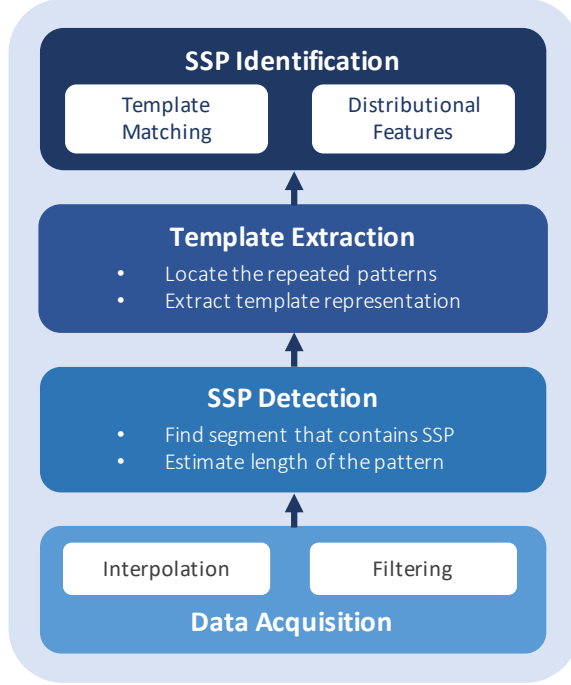 SSP Identification
Template
Matching
Distributional
Features
Template Extraction
• Locate the repeated patterns
• Extract template representation
SSP Detection
• Find segment that contains SSP
• Estimate length of the pattern
Interpolation
Filtering
Data Acquisition